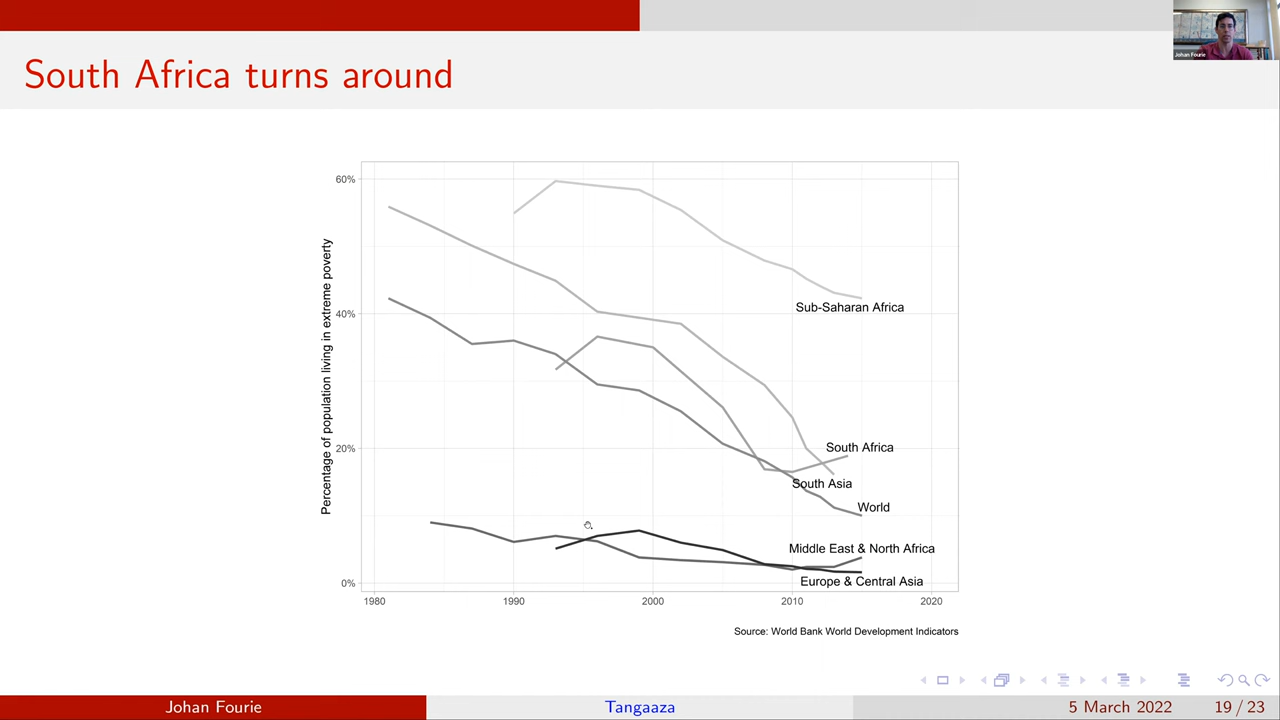 Johan Fourie
South Africa turns around
Percentage of population living in extreme poverty
60%
40%
20%
0%
Sub-Saharan Africa
South Africa
South Asia
World
Middle East & North Africa
Europe & Central Asia
1980 1990 2000 2010 2020
Source: World Bank World Development Indicators
Johan Fourie Tangaaza 5 March 2022 19 / 23